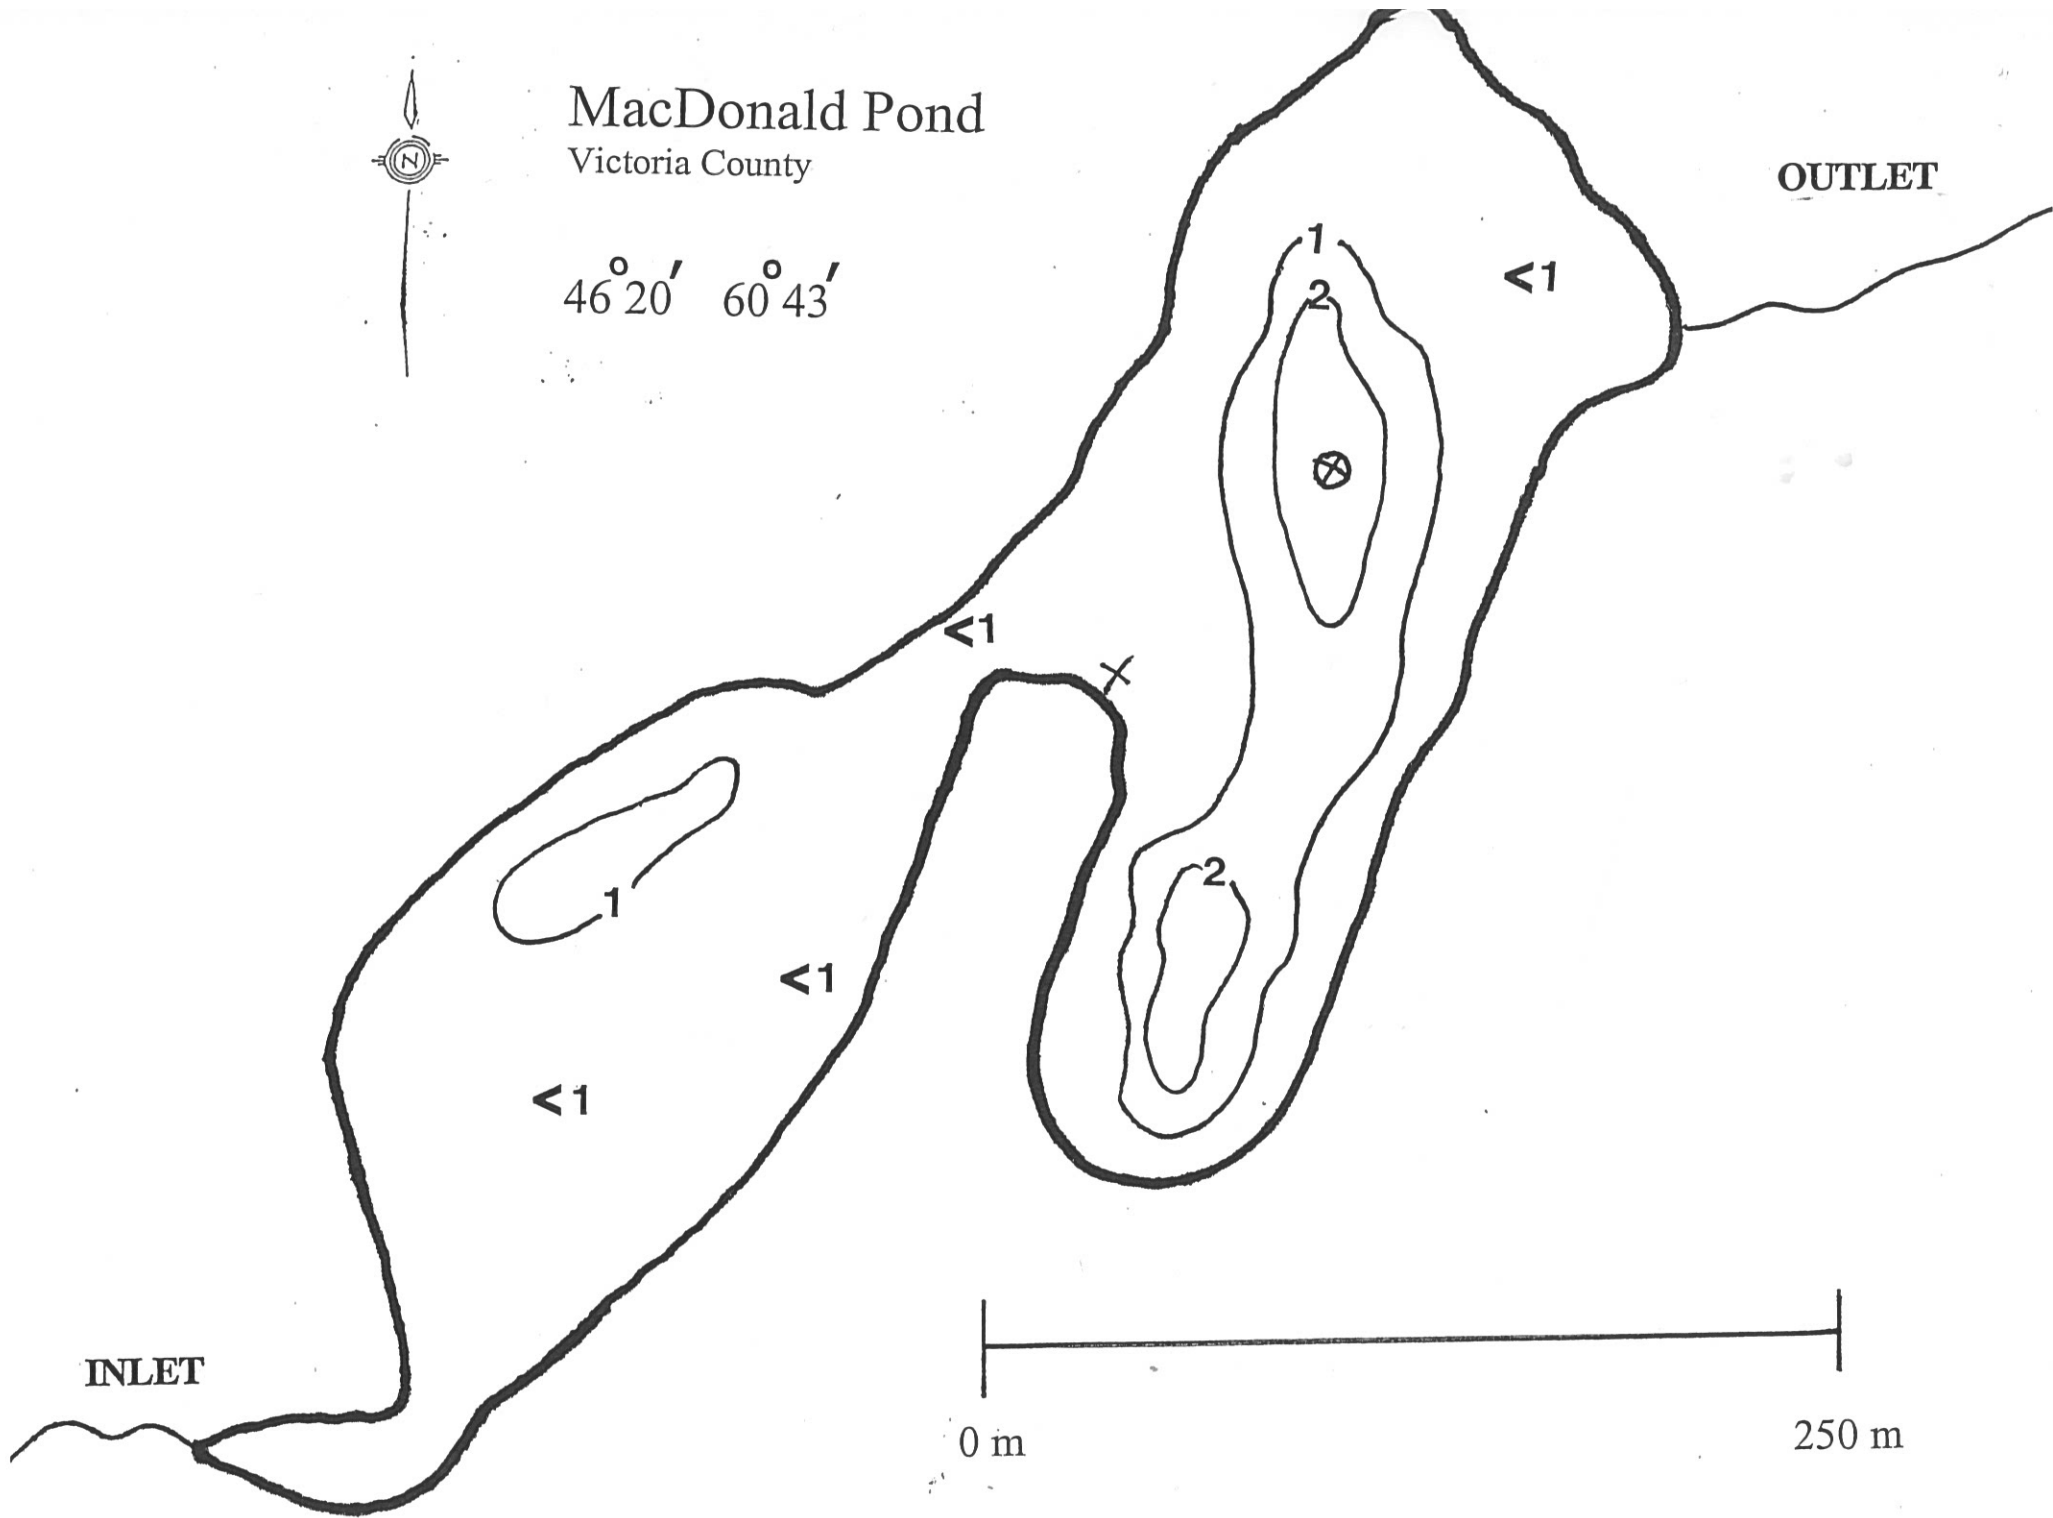 MacDonald Pond
Victoria County
46°20′ 60°43′
N
OUTLET
1
<1
2
<1
1
2
<1
<1
INLET
0 m
250 m